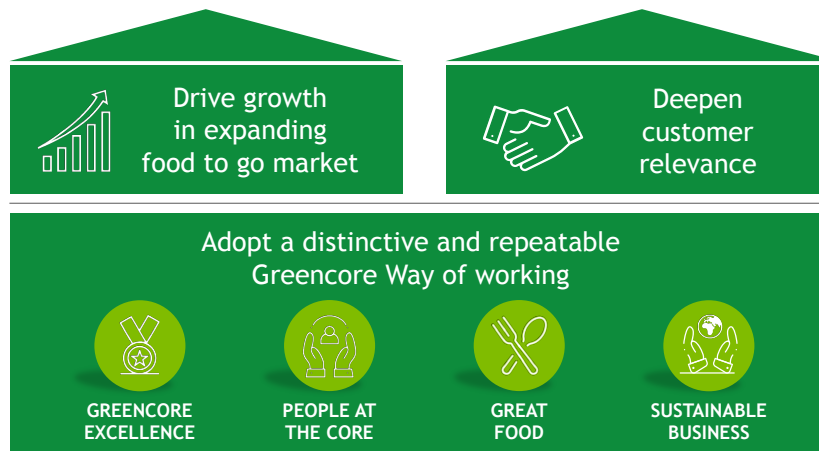 Drive growth
in expanding
food to go market
Deepen
customer
relevance
Adopt a distinctive and repeatable
Greencore Way of working
GREENCORE
EXCELLENCE
PEOPLE AT
THE CORE
GREAT
FOOD
SUSTAINABLE
BUSINESS